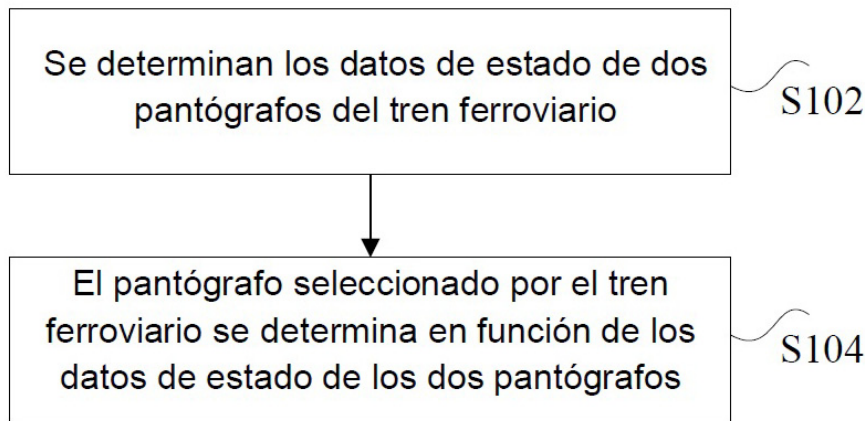 Se determinan los datos de estado de dos
pantógrafos del tren ferroviario
S102
El pantógrafo seleccionado por el tren
ferroviario se determina en función de los
datos de estado de los dos pantógrafos
S104